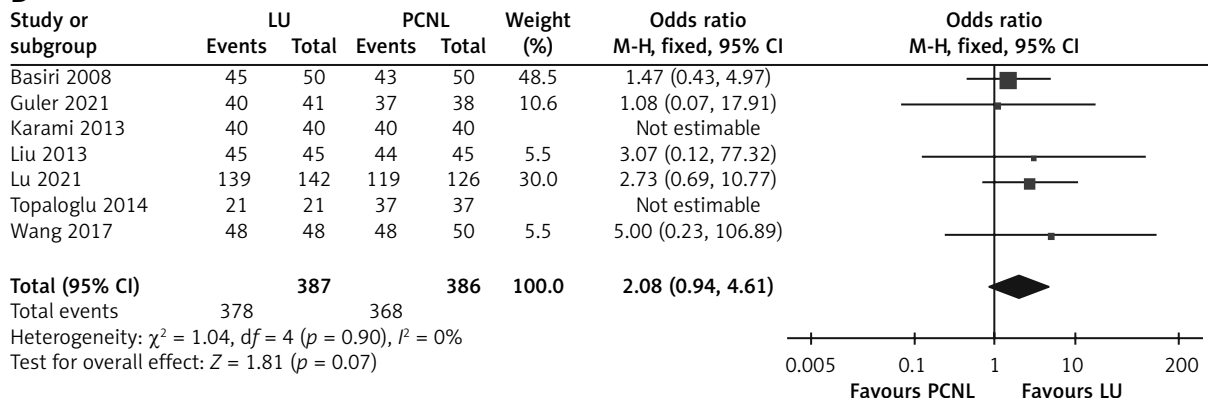 Study or LU PCNL Weight Odds ratio Odds ratio
subgroup Events Total Events Total (%) M-H, fixed, 95% CI M-H, fixed, 95% CI
Basiri 2008 45 50 43 50 48.5 1.47 (0.43, 4.97)
Guler 2021 40 41 37 38 10.6 1.08 (0.07, 17.91)
Karami 2013 40 40 40 40 Not estimable
Liu 2013 45 45 44 45 5.5 3.07 (0.12, 77.32)
Lu 2021 139 142 119 126 30.0 2.73 (0.69, 10.77)
Topaloglu 2014 21 21 37 37 Not estimable
Wang 2017 48 48 48 50 5.5 5.00 (0.23, 106.89)
Total (95% CI) 387 386 100.0 2.08 (0.94, 4.61)
Total events 378 368
Heterogeneity: χ² = 1.04, df = 4 (p = 0.90), I² = 0%
Test for overall effect: Z = 1.81 (p = 0.07)
0.005 0.1 1 10 200
Favours PCNL Favours LU